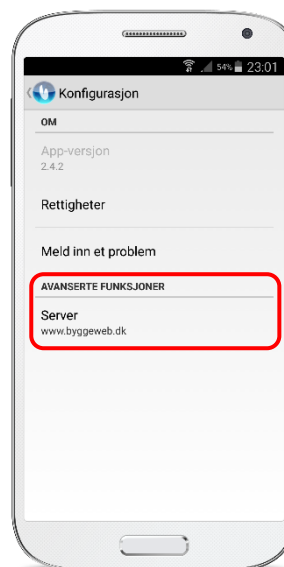 54% 23:01
Konfigurasjon
OM
App-versjon
2.4.2
Rettigheter
Meld inn et problem
AVANSERTE FUNKSJONER
Server
www.byggeweb.dk